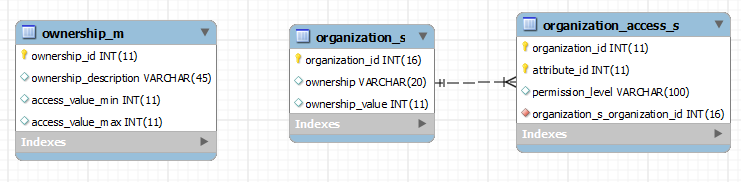 ownership_m
ownership_id INT(11)
ownership_description VARCHAR(45)
access_value_min INT(11)
access_value_max INT(11)
Indexes
organization_s
organization_id INT(16)
ownership VARCHAR(20)
ownership_value INT(11)
Indexes
organization_access_s
organization_id INT(11)
attribute_id INT(11)
permission_level VARCHAR(100)
organization_s_organization_id INT(16)
Indexes